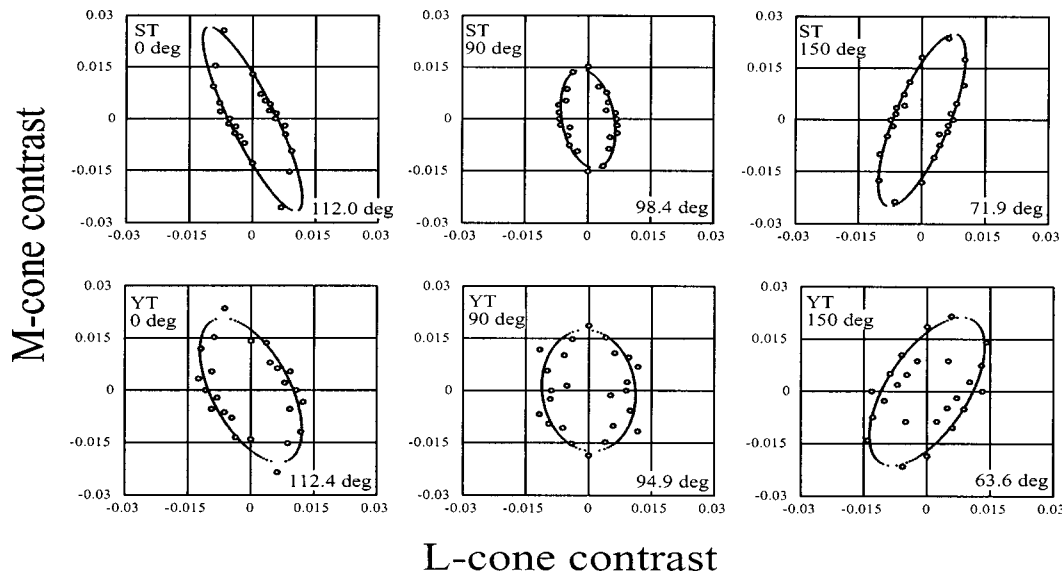 M-cone contrast
0.03
0.015
0
-0.015
-0.03
ST
0 deg
112.0 deg
-0.03 -0.015 0 0.015 0.03
0.03
0.015
0
-0.015
-0.03
ST
90 deg
98.4 deg
-0.03 -0.015 0 0.015 0.03
0.03
0.015
0
-0.015
-0.03
ST
150 deg
71.9 deg
-0.03 -0.015 0 0.015 0.03
0.03
0.015
0
-0.015
-0.03
YT
0 deg
112.4 deg
-0.03 -0.015 0 0.015 0.03
0.03
0.015
0
-0.015
-0.03
YT
90 deg
94.9 deg
-0.03 -0.015 0 0.015 0.03
0.03
0.015
0
-0.015
-0.03
YT
150 deg
63.6 deg
-0.03 -0.015 0 0.015 0.03
L-cone contrast